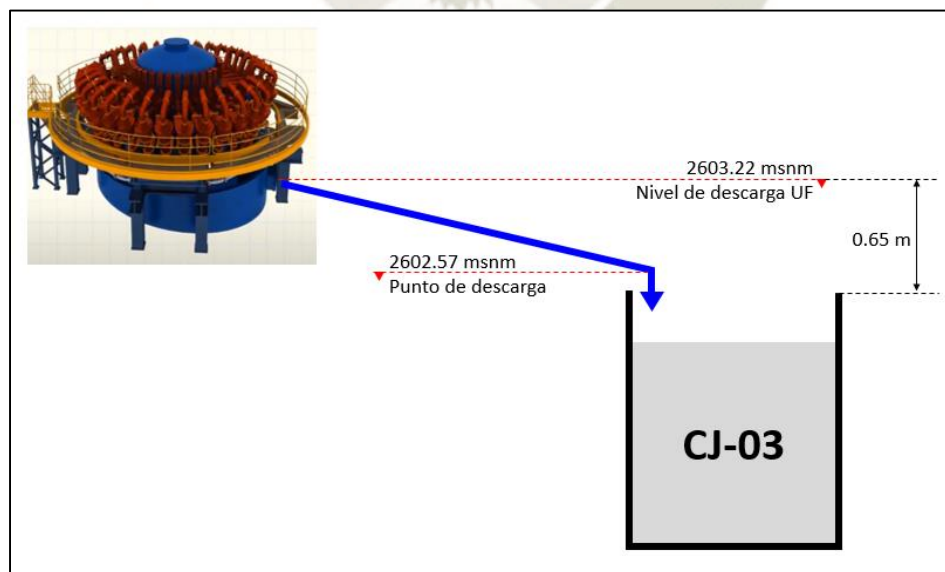 2603.22 msnm
Nivel de descarga UF
0.65 m
2602.57 msnm
Punto de descarga
CJ-03